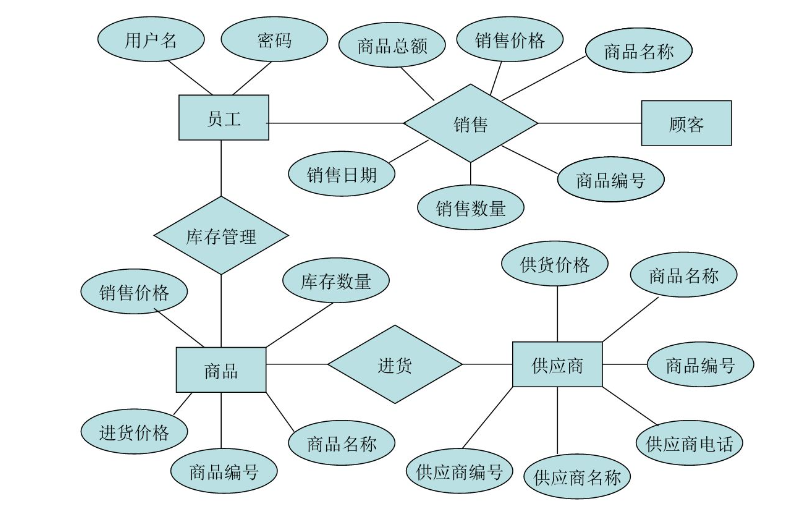 用户名
密码
商品总额
销售价格
商品名称
员工
销售
顾客
销售日期
销售数量
商品编号
库存管理
销售价格
库存数量
供货价格
商品名称
商品
进货
供应商
商品编号
进货价格
商品编号
商品名称
供应商编号
供应商名称
供应商电话